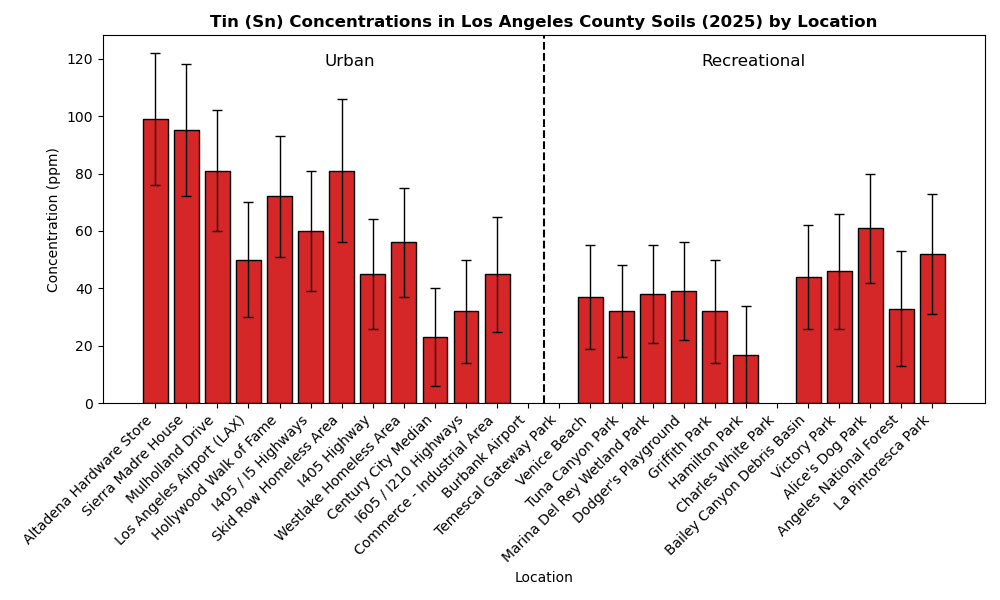 Tin (Sn) Concentrations in Los Angeles County Soils (2025) by Location
Urban
Recreational
Concentration (ppm)
120
100
80
60
40
20
0
Altadena Hardware Store
Sierra Madre House
Mulholland Drive
Los Angeles Airport (LAX)
Hollywood Walk of Fame
I405 / I5 Highways
Skid Row Homeless Area
I405 Highway
Westlake Homeless Area
Century City Median
I605 / I210 Highways
Commerce - Industrial Area
Burbank Airport
Temescal Gateway Park
Venice Beach
Tuna Canyon Park
Marina Del Rey Wetland Park
Dodger's Playground
Griffith Park
Hamilton Park
Charles White Park
Bailey Canyon Debris Basin
Victory Park
Alice's Dog Park
Angeles National Forest
La Pintoresca Park
Location